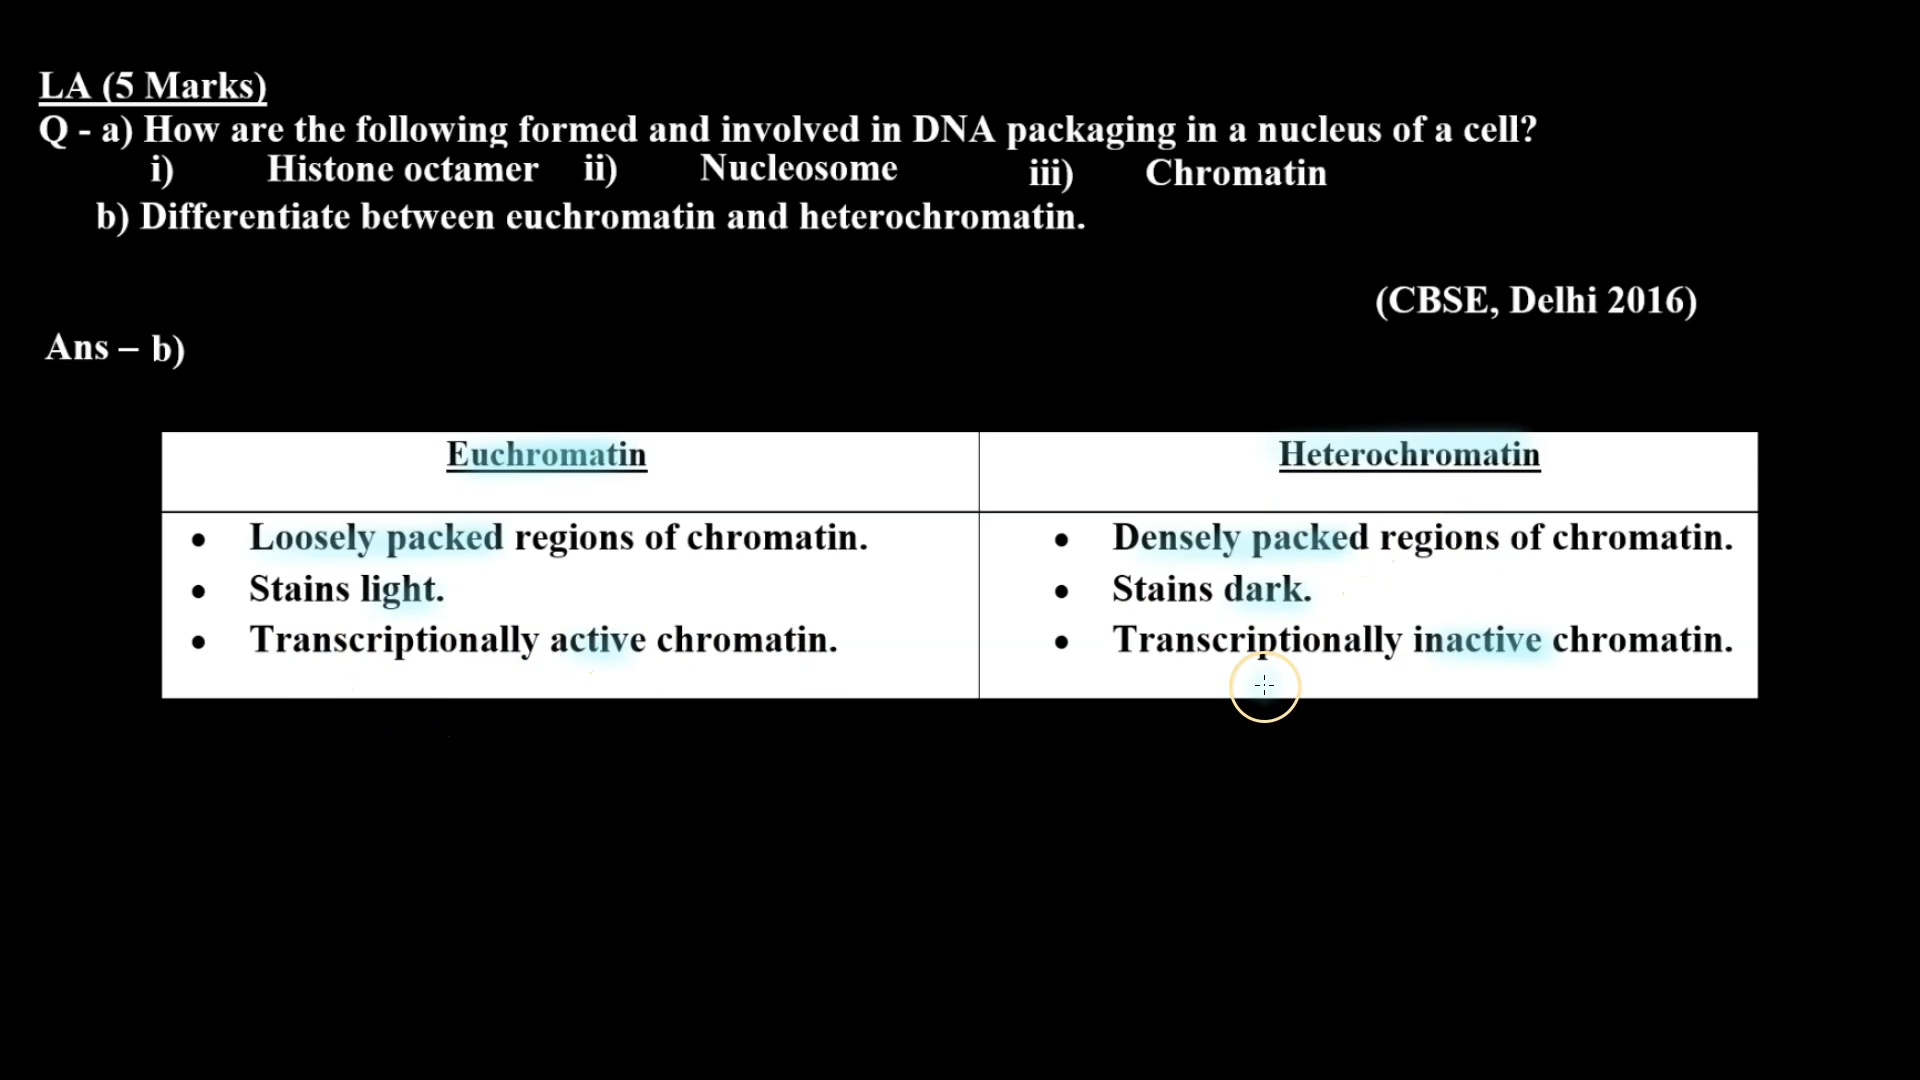 LA (5 Marks)
Q - a) How are the following formed and involved in DNA packaging in a nucleus of a cell?
i) Histone octamer ii) Nucleosome iii) Chromatin
b) Differentiate between euchromatin and heterochromatin.
(CBSE, Delhi 2016)
Ans – b)
Euchromatin
• Loosely packed regions of chromatin.
• Stains light.
• Transcriptionally active chromatin.
Heterochromatin
• Densely packed regions of chromatin.
• Stains dark.
• Transcriptionally inactive chromatin.